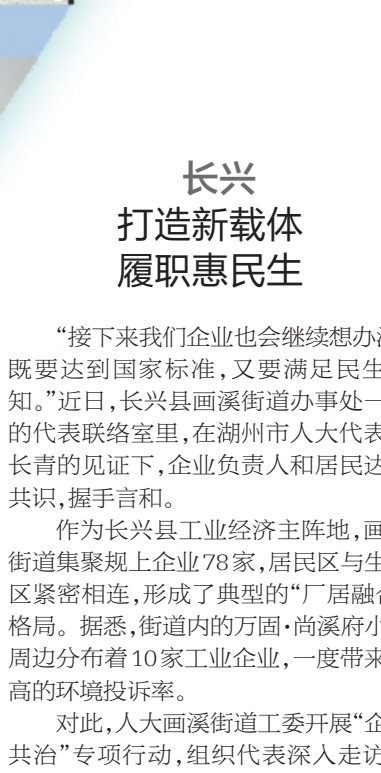 长兴
打造新载体
履职惠民生
“接下来我们企业也会继续想办
既要达到国家标准,又要满足民生
知。”近日,长兴县画溪街道办事处一
的代表联络室里,在湖州市人大代表
长青的见证下,企业负责人和居民达
共识,握手言和。
作为长兴县工业经济主阵地,画
街道集聚规上企业78家,居民区与生
区紧密相连,形成了典型的“厂居融
格局。据悉,街道内的万固·尚溪府小
周边分布着10家工业企业,一度带来
高的环境投诉率。
对此,人大画溪街道工委开展“企
共治”专项行动,组织代表深入走访